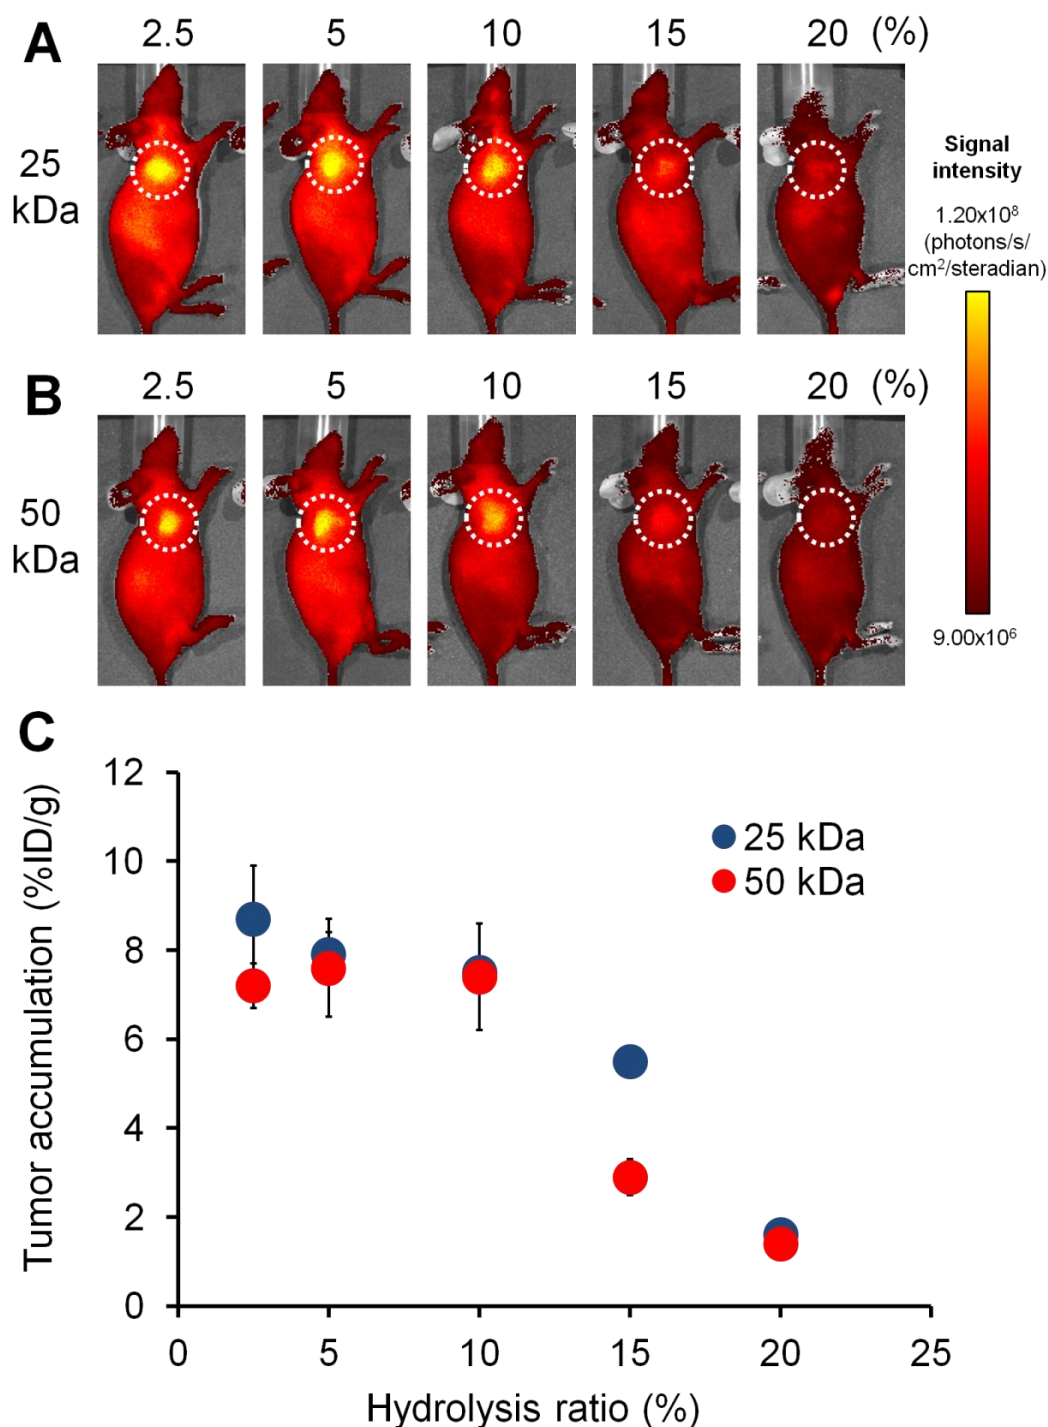 A
2.5 5 10 15 20 (%)
25
kDa
Signal
intensity
1.20x10⁸
(photons/s/
cm²/steradian)
9.00x10⁶
B
2.5 5 10 15 20 (%)
50
kDa
C
Tumor accumulation (%ID/g)
12
10
8
6
4
2
0
25 kDa
50 kDa
0 5 10 15 20 25
Hydrolysis ratio (%)